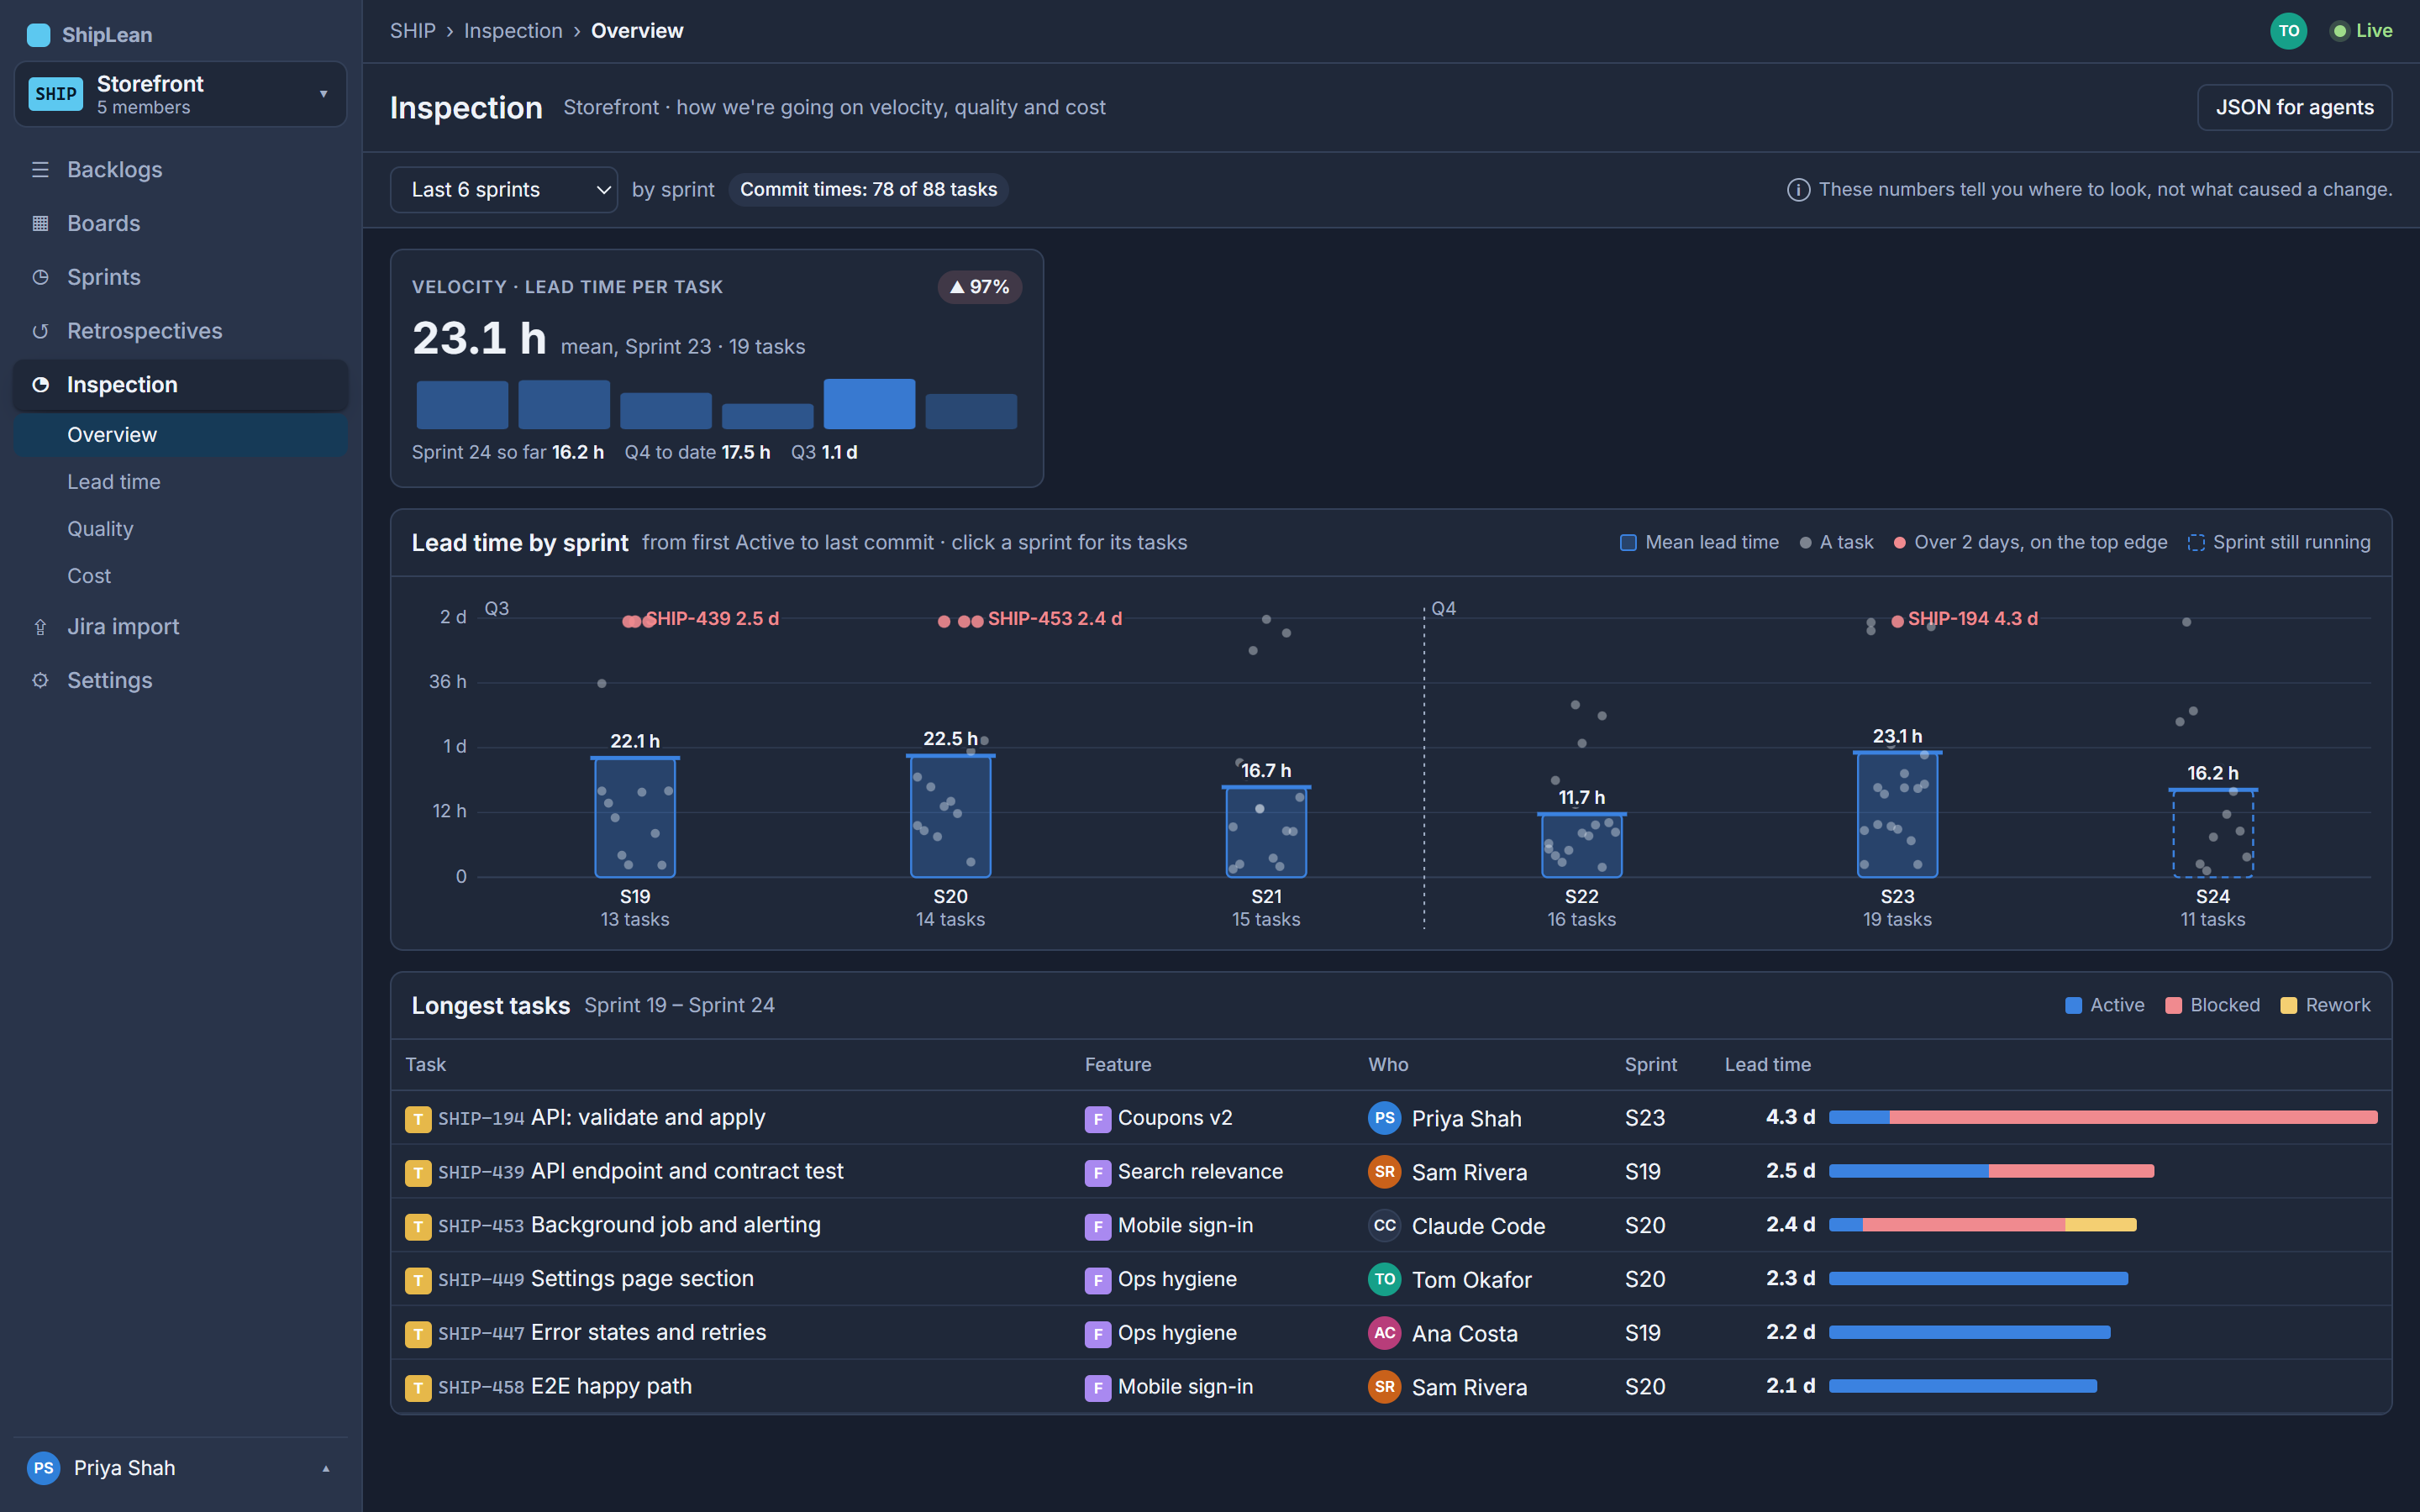 ShipLean
SHIP Storefront
5 members
Backlogs
Boards
Sprints
Retrospectives
Inspection
Overview
Lead time
Quality
Cost
Jira import
Settings
PS Priya Shah
SHIP › Inspection › Overview
TO Live
Inspection Storefront · how we're going on velocity, quality and cost
JSON for agents
Last 6 sprints by sprint Commit times: 78 of 88 tasks
These numbers tell you where to look, not what caused a change.
VELOCITY · LEAD TIME PER TASK ▲ 97%
23.1 h mean, Sprint 23 · 19 tasks
Sprint 24 so far 16.2 h Q4 to date 17.5 h Q3 1.1 d
Lead time by sprint from first Active to last commit · click a sprint for its tasks
Mean lead time A task Over 2 days, on the top edge Sprint still running
Q3 Q4
2 d SHIP-439 2.5 d SHIP-453 2.4 d SHIP-194 4.3 d
36 h
1 d
12 h
0
22.1 h 22.5 h 16.7 h 11.7 h 23.1 h 16.2 h
S19 S20 S21 S22 S23 S24
13 tasks 14 tasks 15 tasks 16 tasks 19 tasks 11 tasks
Longest tasks Sprint 19 – Sprint 24
Active Blocked Rework
Task Feature Who Sprint Lead time
T SHIP-194 API: validate and apply F Coupons v2 PS Priya Shah S23 4.3 d
T SHIP-439 API endpoint and contract test F Search relevance SR Sam Rivera S19 2.5 d
T SHIP-453 Background job and alerting F Mobile sign-in CC Claude Code S20 2.4 d
T SHIP-449 Settings page section F Ops hygiene TO Tom Okafor S20 2.3 d
T SHIP-447 Error states and retries F Ops hygiene AC Ana Costa S19 2.2 d
T SHIP-458 E2E happy path F Mobile sign-in SR Sam Rivera S20 2.1 d